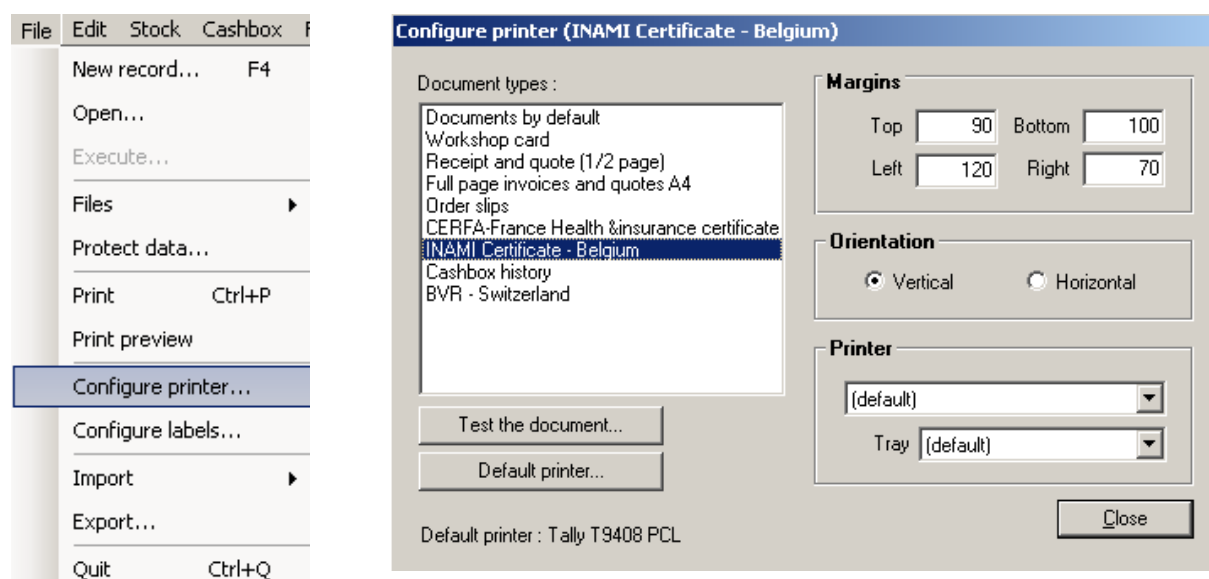 File Edit Stock Cashbox
New record... F4
Open...
Execute...
Files
Protect data...
Print Ctrl+P
Print preview
Configure printer...
Configure labels...
Import
Export...
Quit Ctrl+Q
Configure printer (INAMI Certificate - Belgium)
Document types :
Documents by default
Workshop card
Receipt and quote (1/2 page)
Full page invoices and quotes A4
Order slips
CERFA-France Health &insurance certificate
INAMI Certificate - Belgium
Cashbox history
BVR - Switzerland
Test the document...
Default printer...
Default printer : Tally T9408 PCL
Margins
Top 90 Bottom 100
Left 120 Right 70
Orientation
Vertical Horizontal
Printer
(default)
Tray (default)
Close